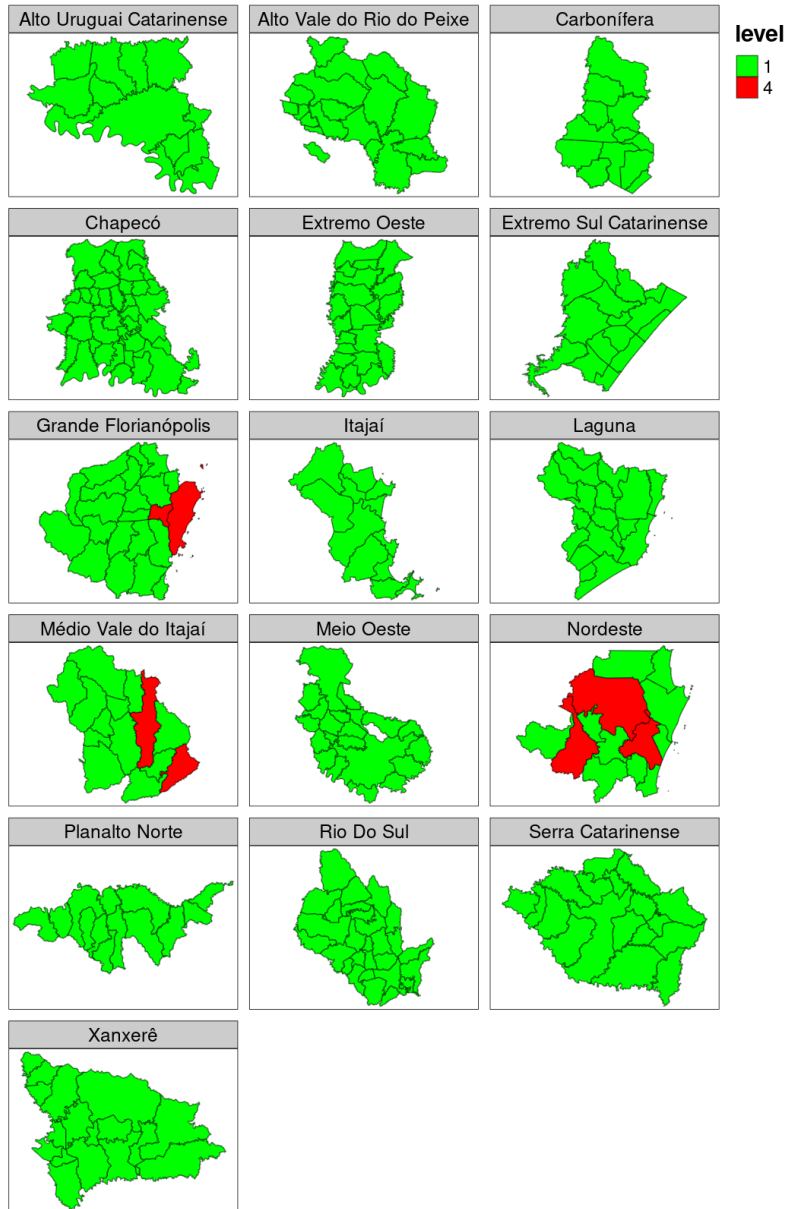 Alto Uruguai Catarinense
Alto Vale do Rio do Peixe
Carbonífera
level
1
4
Chapecó
Extremo Oeste
Extremo Sul Catarinense
Grande Florianópolis
Itajaí
Laguna
Médio Vale do Itajaí
Meio Oeste
Nordeste
Planalto Norte
Rio Do Sul
Serra Catarinense
Xanxerê